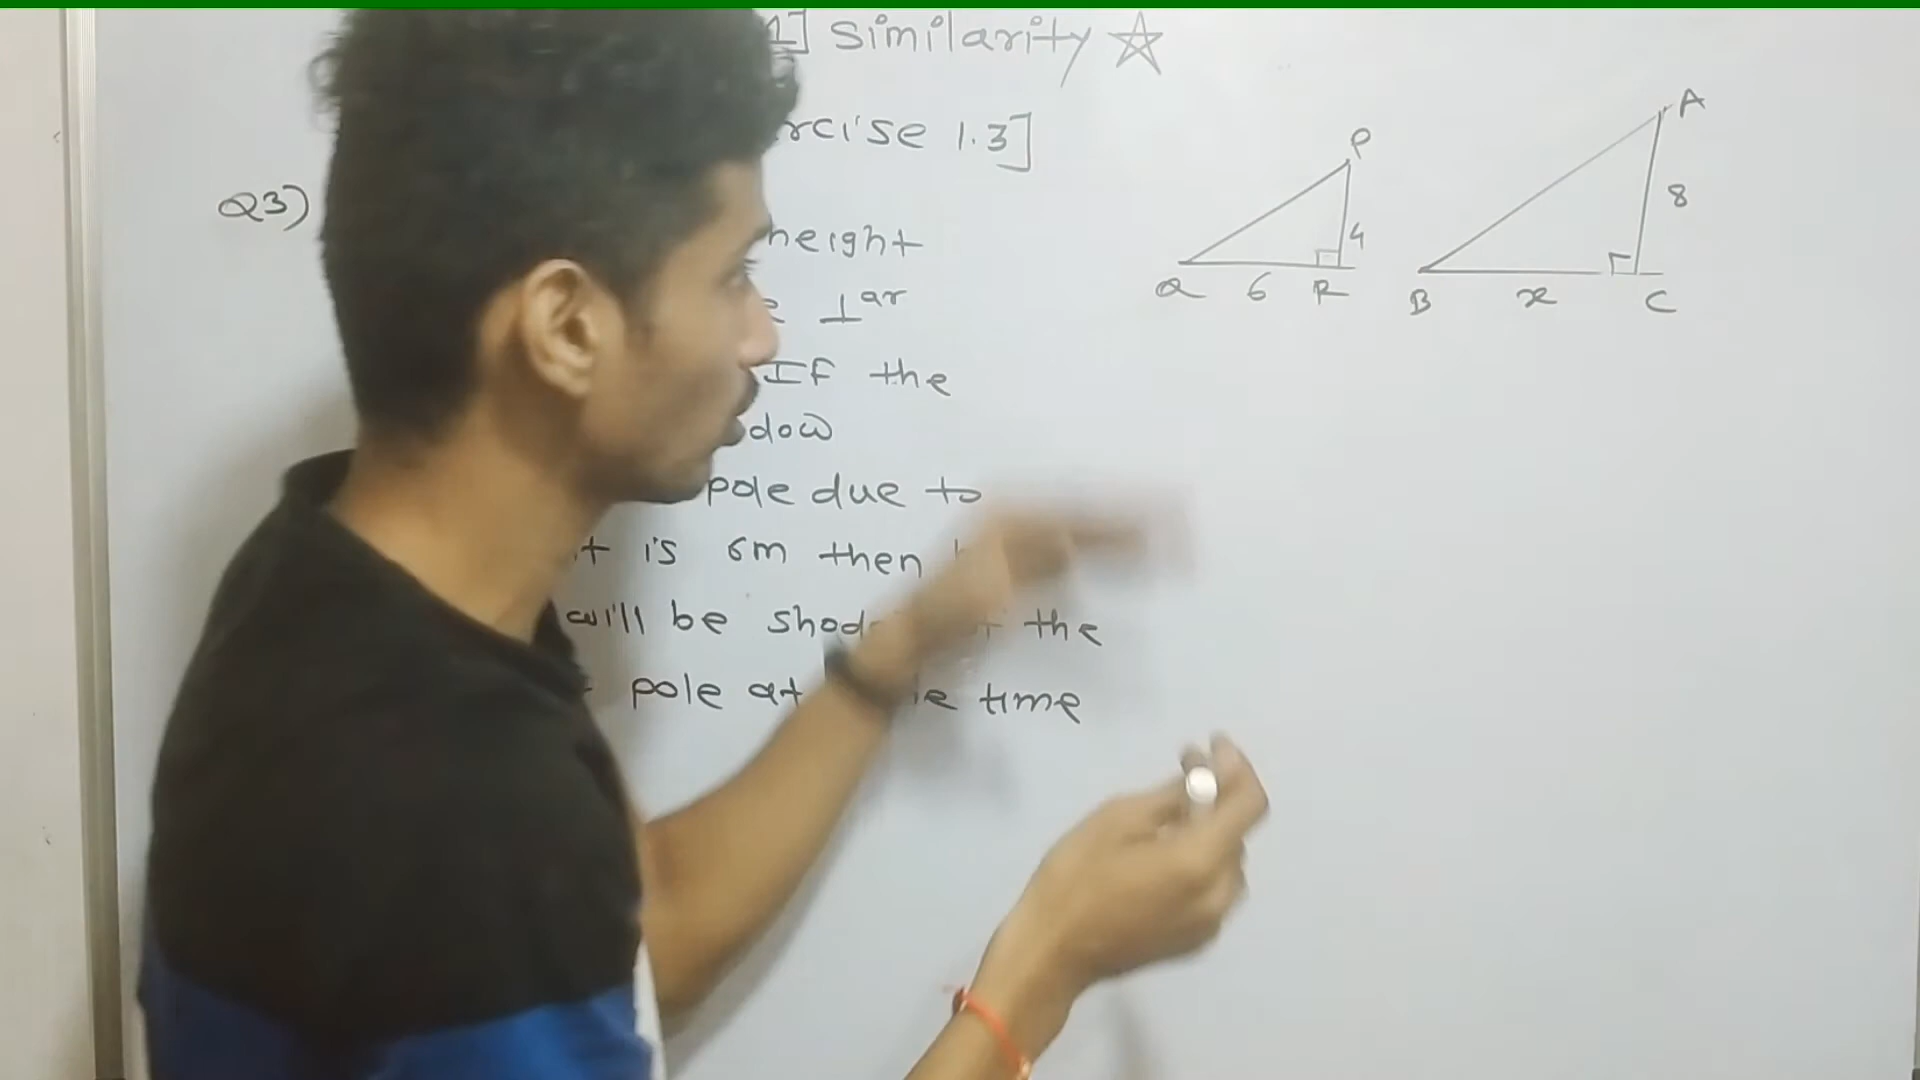 1] Similarity
rcise 1.3]
Q3)
height
⊥ar
If the
dow
pole due to
is 6m then
will be shod the
pole at time
P
4
Q 6 R
A
8
B x C